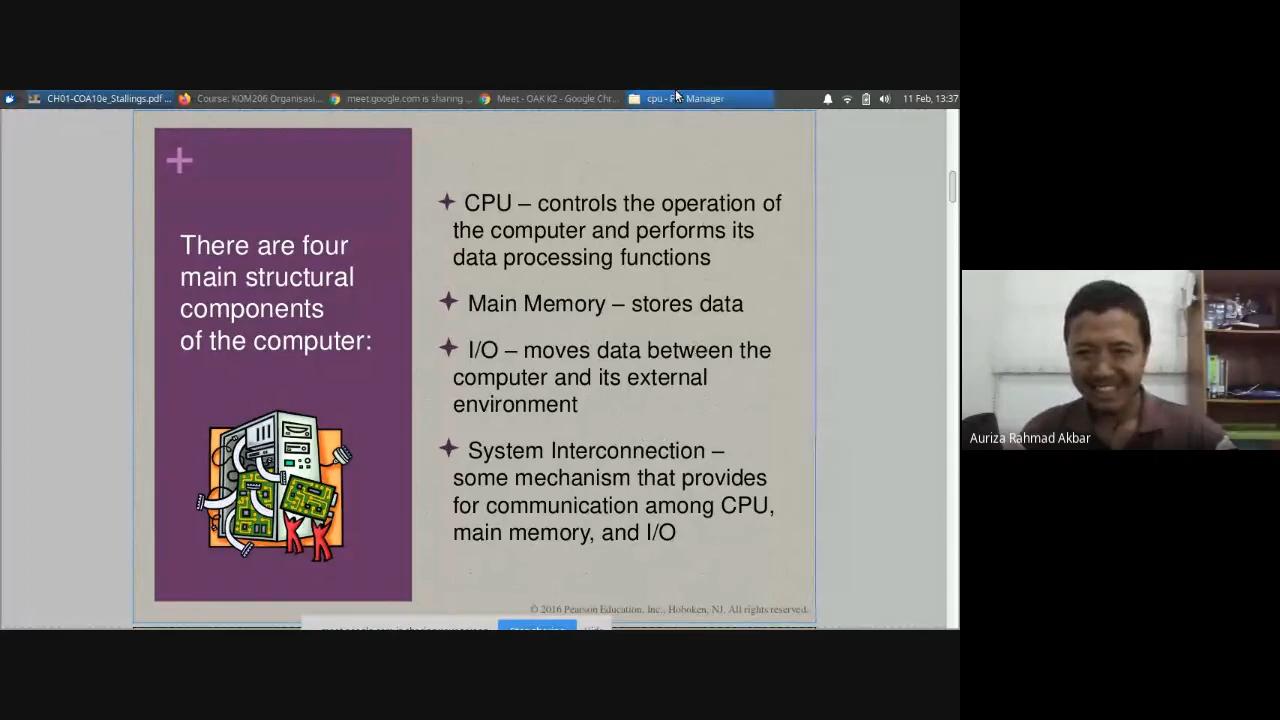 CH01-COA10e_Stallings.pdf ...
Course: KOM206 Organisasi...
meet.google.com is sharing ...
Meet - OAK K2 - Google Chr...
cpu - Manager
11 Feb, 13:37
+
There are four
main structural
components
of the computer:
CPU – controls the operation of
the computer and performs its
data processing functions
Main Memory – stores data
I/O – moves data between the
computer and its external
environment
System Interconnection –
some mechanism that provides
for communication among CPU,
main memory, and I/O
© 2016 Pearson Education, Inc., Hoboken, NJ. All rights reserved.
Auriza Rahmad Akbar